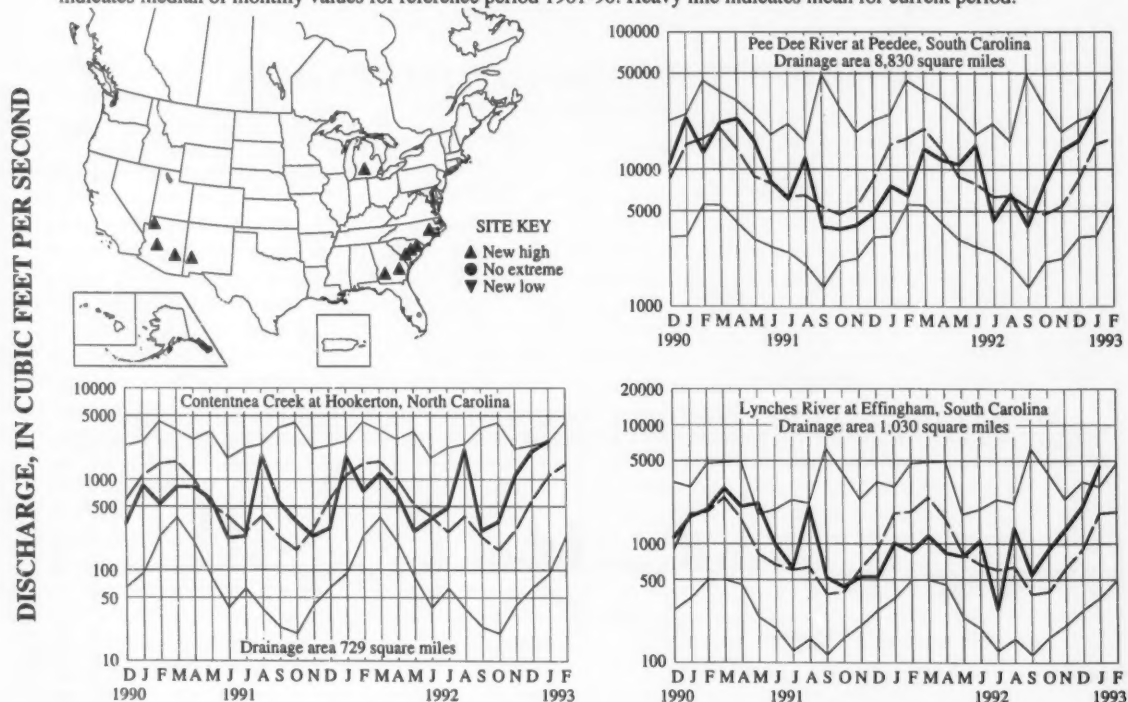 indicates median of monthly values for reference period 1961-90. Heavy line indicates mean for current period.
DISCHARGE, IN CUBIC FEET PER SECOND
SITE KEY
New high
No extreme
New low
100000
50000
10000
5000
1000
Pee Dee River at Peedee, South Carolina
Drainage area 8,830 square miles
D J F M A M J J A S O N D J F M A M J J A S O N D J F
1990 1991 1992 1993
10000
5000
1000
500
100
50
10
Contentnea Creek at Hookerton, North Carolina
Drainage area 729 square miles
D J F M A M J J A S O N D J F M A M J J A S O N D J F
1990 1991 1992 1993
20000
5000
1000
500
100
Lynches River at Effingham, South Carolina
Drainage area 1,030 square miles
D J F M A M J J A S O N D J F M A M J J A S O N D J F
1990 1991 1992 1993